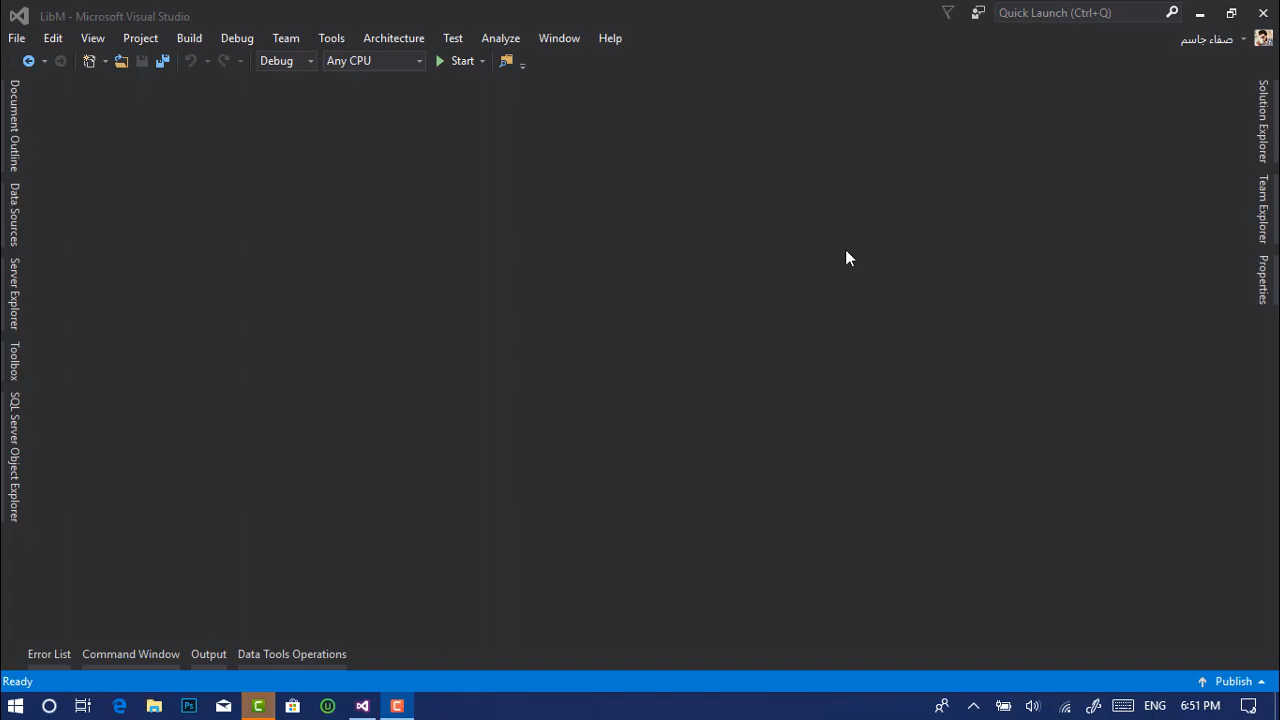 LibM - Microsoft Visual Studio
Quick Launch (Ctrl+Q)
File Edit View Project Build Debug Team Tools Architecture Test Analyze Window Help
صفاء جاسم
Debug Any CPU Start
Document Outline
Data Sources
Server Explorer
Toolbox
SQL Server Object Explorer
Solution Explorer
Team Explorer
Properties
Error List Command Window Output Data Tools Operations
Ready
Publish
Ps
ENG 6:51 PM